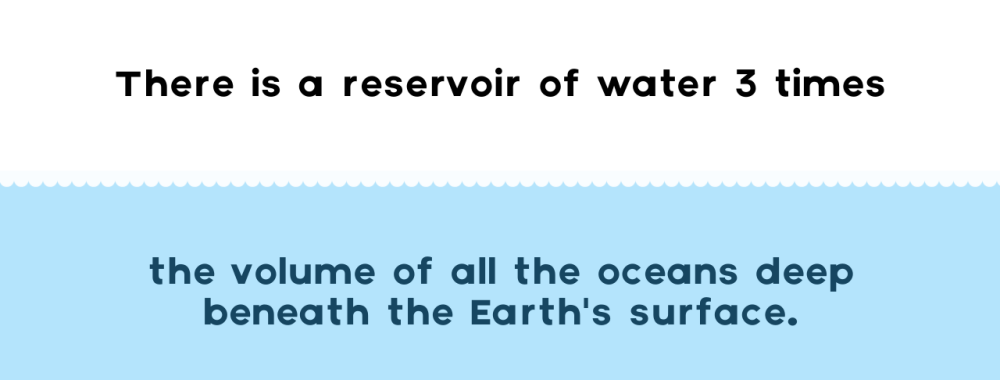 There is a reservoir of water 3 times
the volume of all the oceans deep
beneath the Earth's surface.